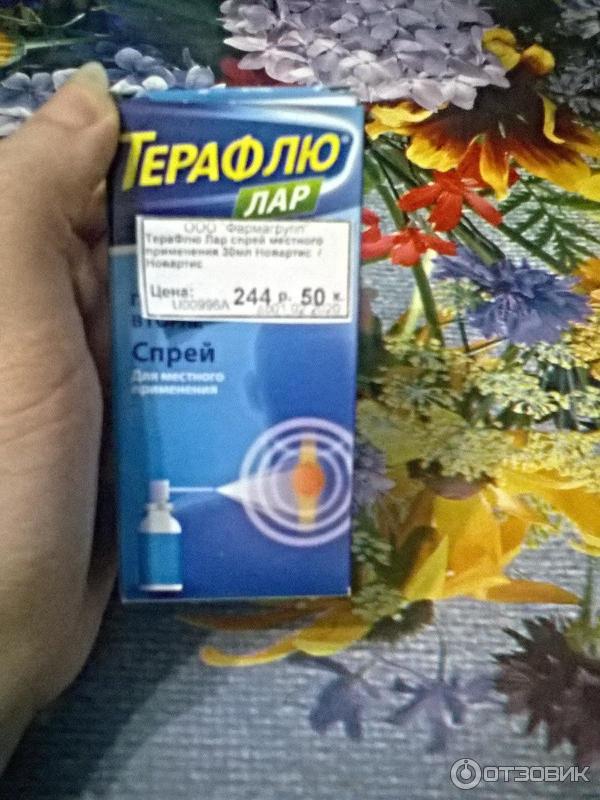 ТЕРАФЛЮ®
ЛАР
ООО "Фармагрупп"
ТераФлю Лар спрей местного
применения 30мл Новартис /
Новартис
Цена: 244 р. 50 к.
U00996A
Спрей
Для местного
применения
ОТЗОВИК